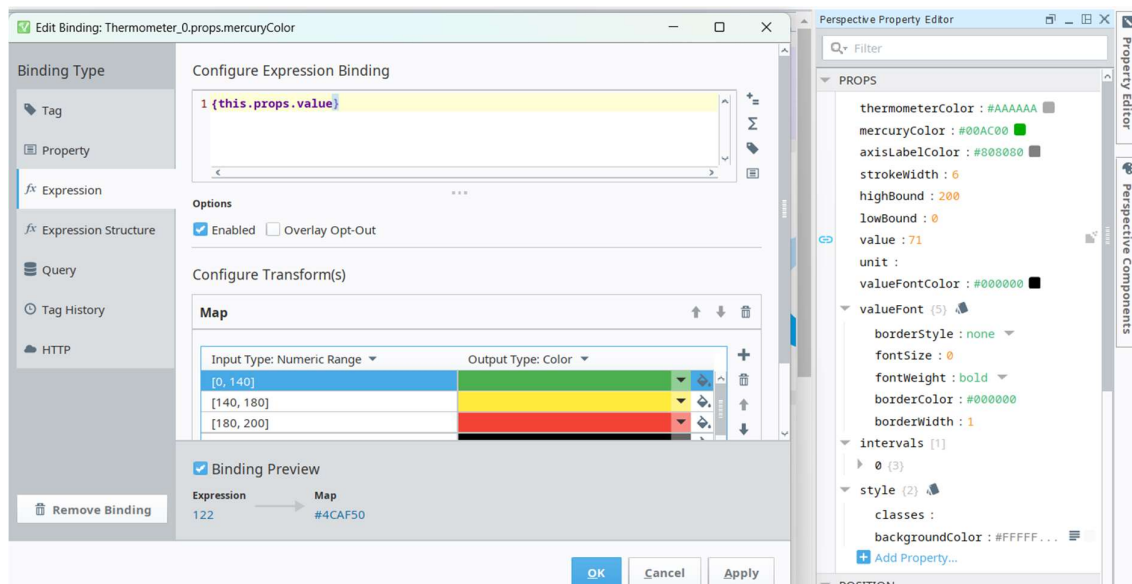 Edit Binding: Thermometer_0.props.mercuryColor
Binding Type
Tag
Property
fx Expression
fx Expression Structure
Query
Tag History
HTTP
Remove Binding
Configure Expression Binding
1 {this.props.value}
Options
Enabled
Overlay Opt-Out
Configure Transform(s)
Map
Input Type: Numeric Range
Output Type: Color
[0, 140]
[140, 180]
[180, 200]
Binding Preview
Expression
Map
122
#4CAF50
OK
Cancel
Apply
Perspective Property Editor
Filter
PROPS
thermometerColor : #AAAAAA
mercuryColor : #00AC00
axisLabelColor : #808080
strokeWidth : 6
highBound : 200
lowBound : 0
value : 71
unit :
valueFontColor : #000000
valueFont {5}
borderStyle : none
fontSize : 0
fontWeight : bold
borderColor : #000000
borderWidth : 1
intervals [1]
0 {3}
style {2}
classes :
backgroundColor : #FFFFF...
Add Property...
POSITION
Property Editor
Perspective Components